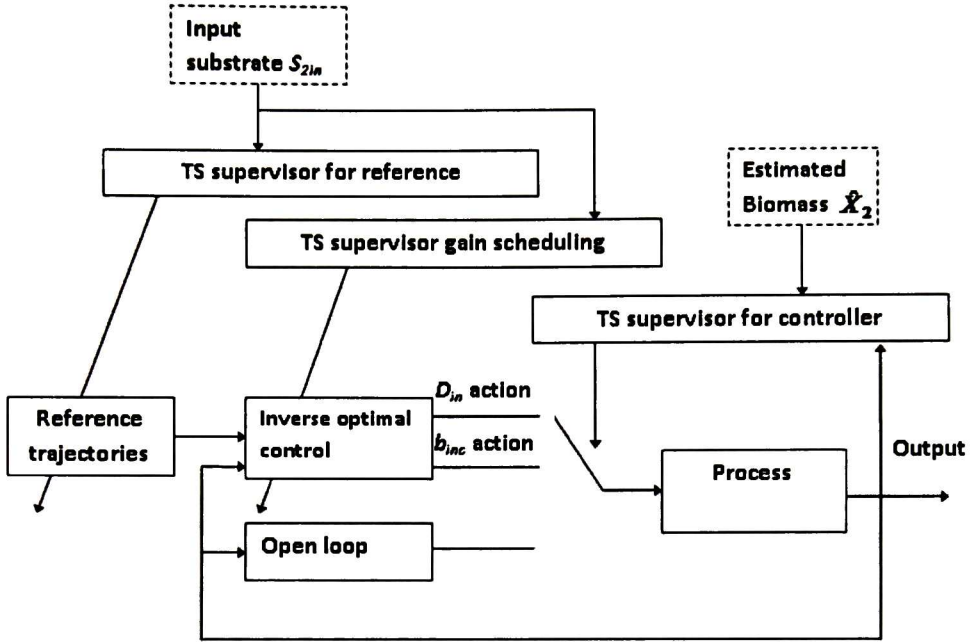 Input
substrate S₂in
TS supervisor for reference
Estimated
Biomass X̂₂
TS supervisor gain scheduling
TS supervisor for controller
Reference
trajectories
Inverse optimal
control
Din action
binc action
Open loop
Process
Output